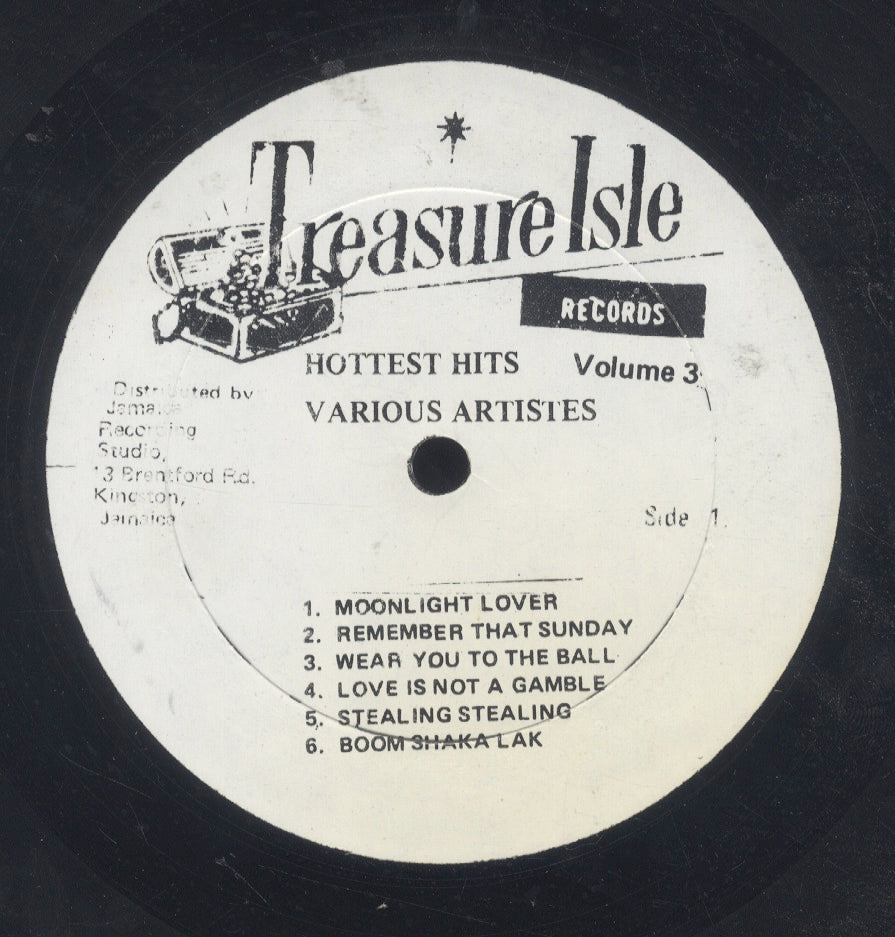 Treasure Isle
RECORDS
HOTTEST HITS Volume 3
VARIOUS ARTISTES
Distributed by
Jamaica
Recording
Studio,
13 Brentford Rd.
Kingston,
Jamaica
Side 1.
1. MOONLIGHT LOVER
2. REMEMBER THAT SUNDAY
3. WEAR YOU TO THE BALL
4. LOVE IS NOT A GAMBLE
5. STEALING STEALING
6. BOOM SHAKA LAK